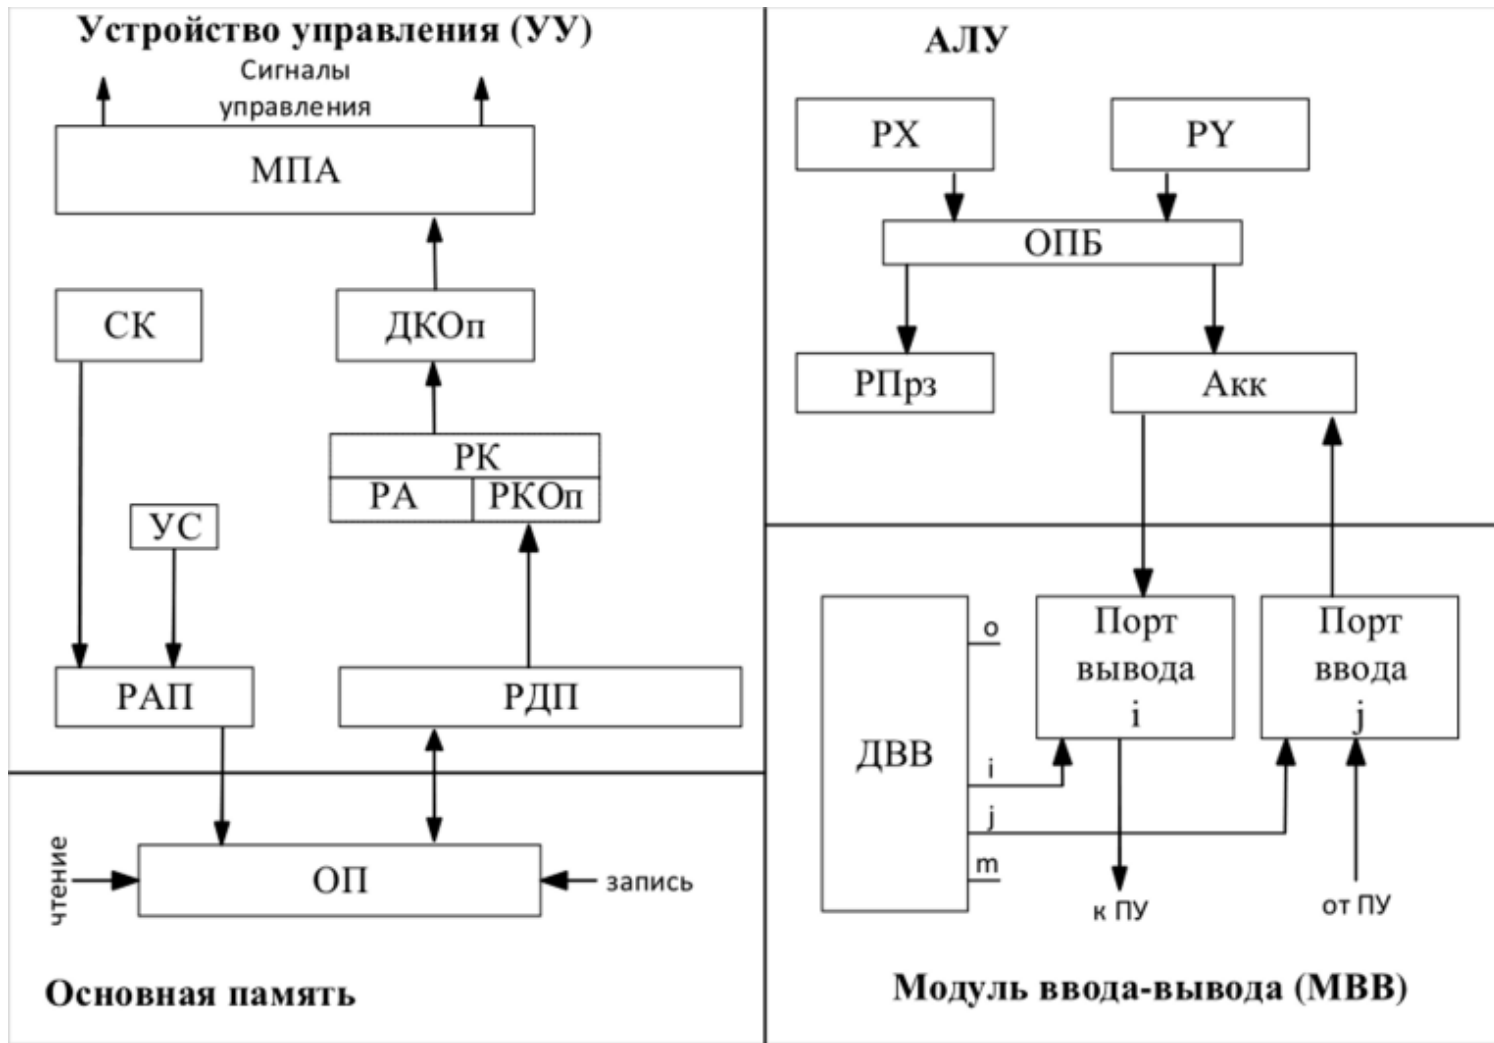 Устройство управления (УУ)
Сигналы
управления
МПА
СК
ДКОп
РК
РА
РКОп
УС
РАП
РДП
чтение
ОП
запись
Основная память
АЛУ
РХ
РY
ОПБ
РПрз
Акк
ДВВ
o
i
j
m
Порт
вывода
i
Порт
ввода
j
к ПУ
от ПУ
Модуль ввода-вывода (МВВ)